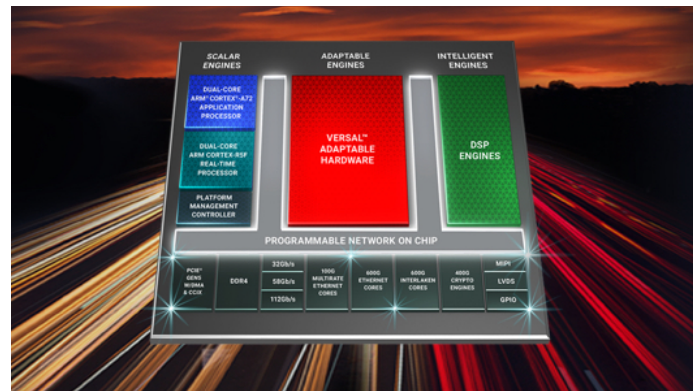 SCALAR
ENGINES
ADAPTABLE
ENGINES
INTELLIGENT
ENGINES
DUAL-CORE
ARM® CORTEX®-A72
APPLICATION
PROCESSOR
DUAL-CORE
ARM CORTEX-R5F
REAL-TIME
PROCESSOR
PLATFORM
MANAGEMENT
CONTROLLER
VERSAL™
ADAPTABLE
HARDWARE
DSP
ENGINES
PROGRAMMABLE NETWORK ON CHIP
PCIE®
GEN5
W/DMA
& CCIX
DDR4
32Gb/s
58Gb/s
112Gb/s
100G
MULTIRATE
ETHERNET
CORES
600G
ETHERNET
CORES
600G
INTERLAKEN
CORES
400G
CRYPTO
ENGINES
MIPI
LVDS
GPIO